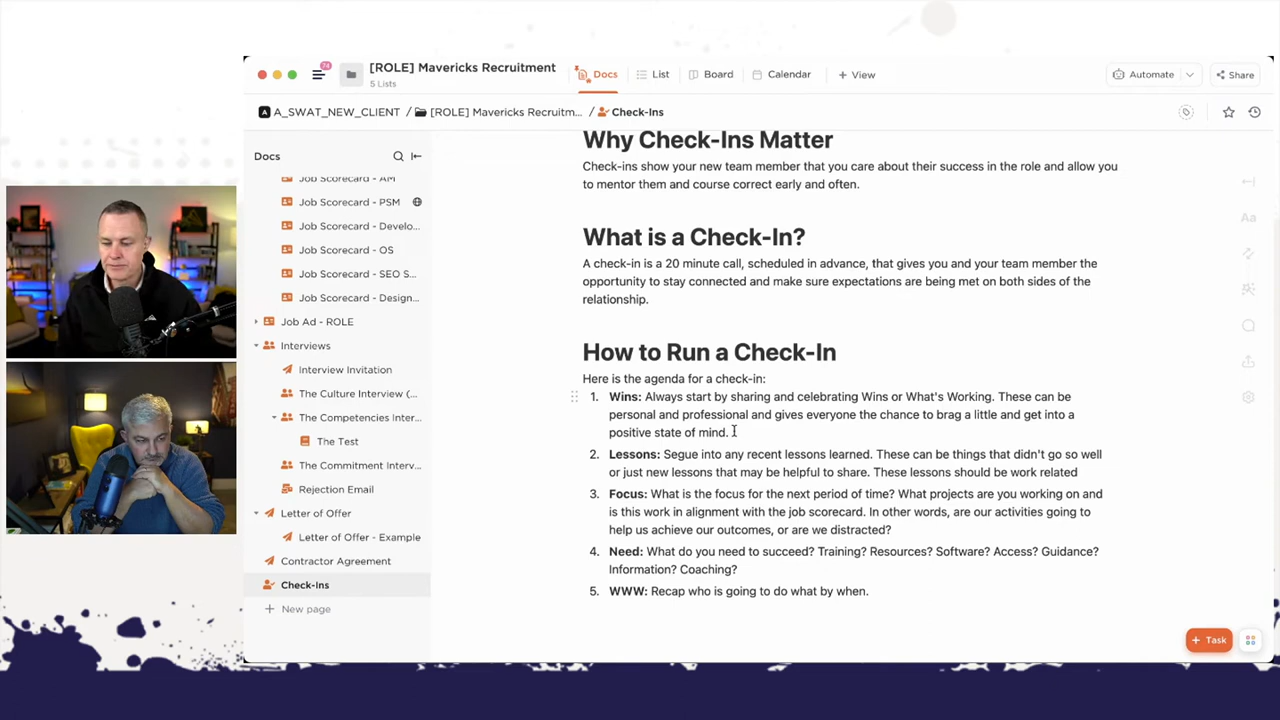 74
[ROLE] Mavericks Recruitment
5 Lists
Docs
List
Board
Calendar
+ View
Automate
Share
A A_SWAT_NEW_CLIENT / [ROLE] Mavericks Recruitm... / Check-Ins
Docs
Job Scorecard - AM
Job Scorecard - PSM
Job Scorecard - Develo...
Job Scorecard - OS
Job Scorecard - SEO S...
Job Scorecard - Design...
Job Ad - ROLE
Interviews
Interview Invitation
The Culture Interview (...
The Competencies Inter...
The Test
The Commitment Interv...
Rejection Email
Letter of Offer
Letter of Offer - Example
Contractor Agreement
Check-Ins
+ New page
Why Check-Ins Matter
Check-ins show your new team member that you care about their success in the role and allow you
to mentor them and course correct early and often.
What is a Check-In?
A check-in is a 20 minute call, scheduled in advance, that gives you and your team member the
opportunity to stay connected and make sure expectations are being met on both sides of the
relationship.
How to Run a Check-In
Here is the agenda for a check-in:
1. Wins: Always start by sharing and celebrating Wins or What's Working. These can be
personal and professional and gives everyone the chance to brag a little and get into a
positive state of mind.
2. Lessons: Segue into any recent lessons learned. These can be things that didn't go so well
or just new lessons that may be helpful to share. These lessons should be work related
3. Focus: What is the focus for the next period of time? What projects are you working on and
is this work in alignment with the job scorecard. In other words, are our activities going to
help us achieve our outcomes, or are we distracted?
4. Need: What do you need to succeed? Training? Resources? Software? Access? Guidance?
Information? Coaching?
5. WWW: Recap who is going to do what by when.
Aa
+ Task